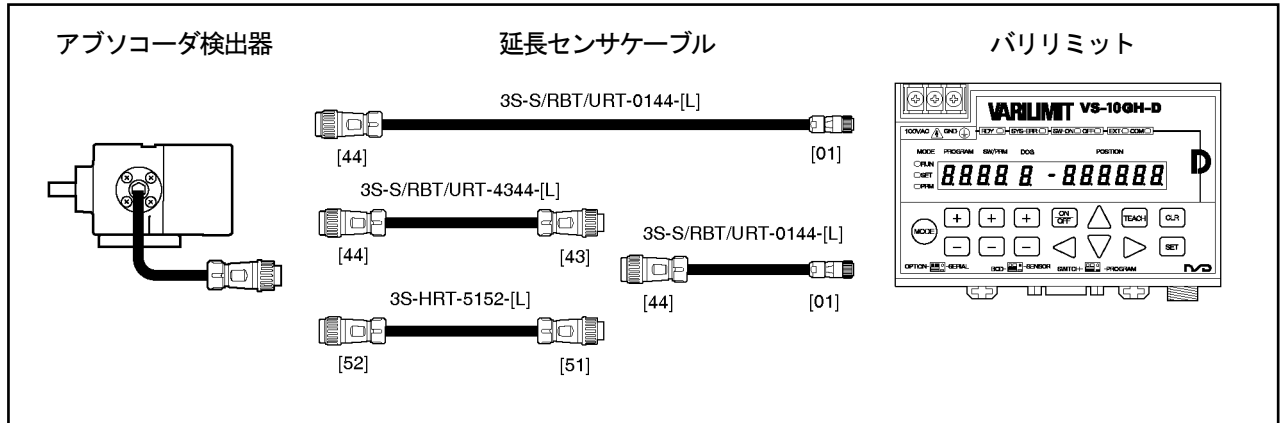 アブソコーダ検出器
延長センサケーブル
バリリミット
3S-S/RBT/URT-0144-[L]
[44]
[01]
3S-S/RBT/URT-4344-[L]
[44]
[43]
3S-S/RBT/URT-0144-[L]
[44]
[01]
3S-HRT-5152-[L]
[52]
[51]
VARILIMIT VS-10GH-D
100VAC GND RDY SYS-ERR SW-ON OFF EXT COM
MODE PROGRAM SW/PRM DOG POSITION
RUN
SET
PRM
8888 8 -888888
D
MODE + + + ON OFF TEACH CLR
- - - SET
OPTION- -SERIAL BCD- -SENSOR SWITCH- -PROGRAM
NSD